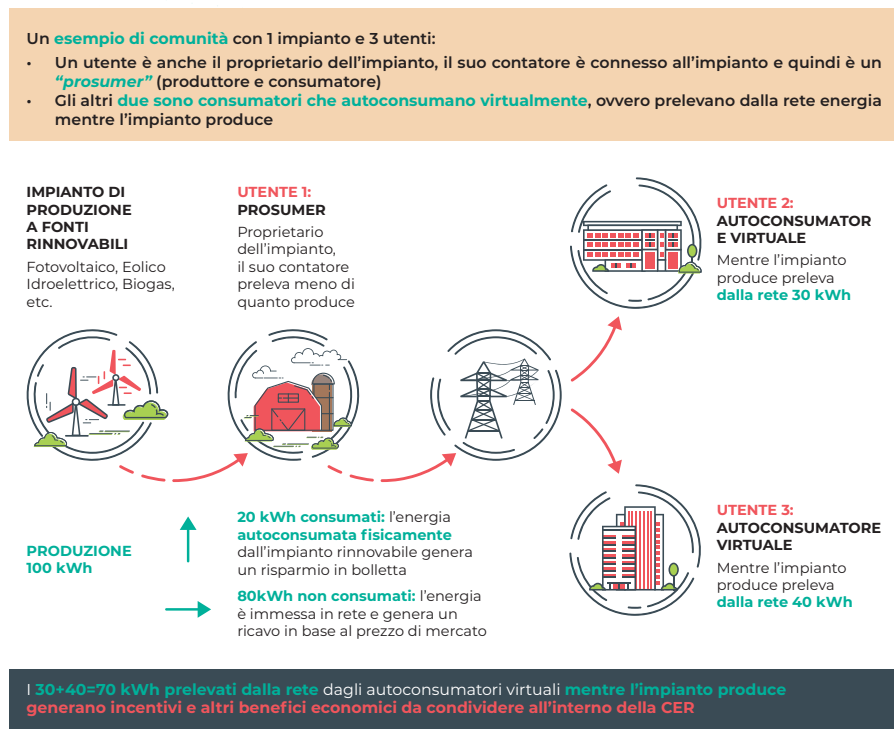 Un esempio di comunità con 1 impianto e 3 utenti:
• Un utente è anche il proprietario dell’impianto, il suo contatore è connesso all’impianto e quindi è un
“prosumer” (produttore e consumatore)
• Gli altri due sono consumatori che autoconsumano virtualmente, ovvero prelevano dalla rete energia
mentre l’impianto produce
IMPIANTO DI
PRODUZIONE
A FONTI
RINNOVABILI
Fotovoltaico, Eolico
Idroelettrico, Biogas,
etc.
UTENTE 1:
PROSUMER
Proprietario
dell’impianto,
il suo contatore
preleva meno di
quanto produce
UTENTE 2:
AUTOCONSUMATOR
E VIRTUALE
Mentre l’impianto
produce preleva
dalla rete 30 kWh
PRODUZIONE
100 kWh
20 kWh consumati: l’energia
autoconsumata fisicamente
dall’impianto rinnovabile genera
un risparmio in bolletta
80kWh non consumati: l’energia
è immessa in rete e genera un
ricavo in base al prezzo di mercato
UTENTE 3:
AUTOCONSUMATORE
VIRTUALE
Mentre l’impianto
produce preleva
dalla rete 40 kWh
I 30+40=70 kWh prelevati dalla rete dagli autoconsumatori virtuali mentre l’impianto produce
generano incentivi e altri benefici economici da condividere all’interno della CER